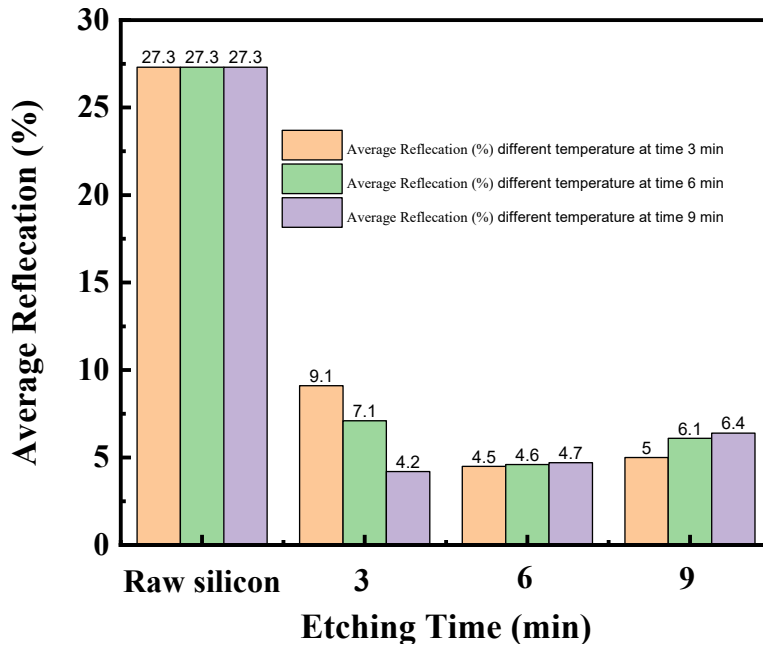 30
25
20
15
10
5
0
Average Reflecation (%)
27.3 27.3 27.3
Average Reflecation (%) different temperature at time 3 min
Average Reflecation (%) different temperature at time 6 min
Average Reflecation (%) different temperature at time 9 min
9.1
7.1
4.2
4.5 4.6 4.7
5
6.1
6.4
Raw silicon 3 6 9
Etching Time (min)